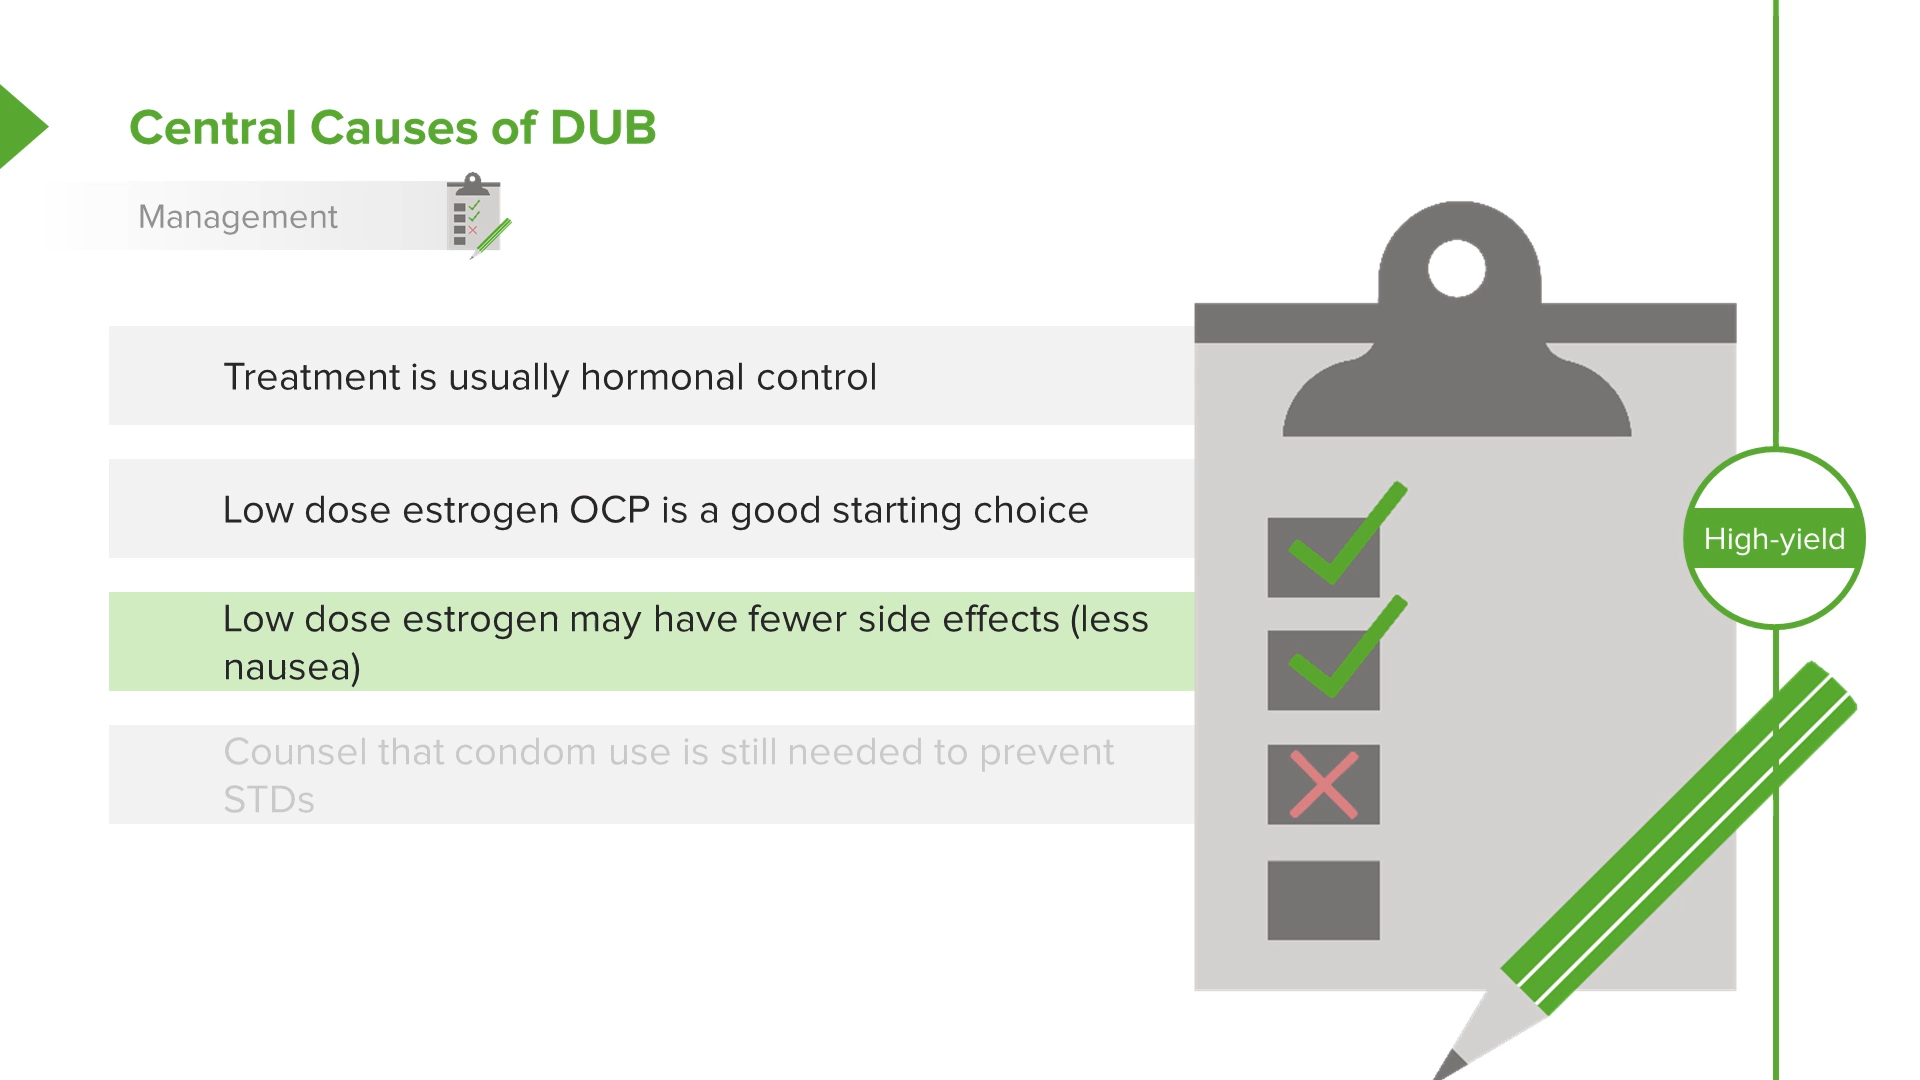 Central Causes of DUB
Management
Treatment is usually hormonal control
Low dose estrogen OCP is a good starting choice
Low dose estrogen may have fewer side effects (less
nausea)
Counsel that condom use is still needed to prevent
STDs
High-yield